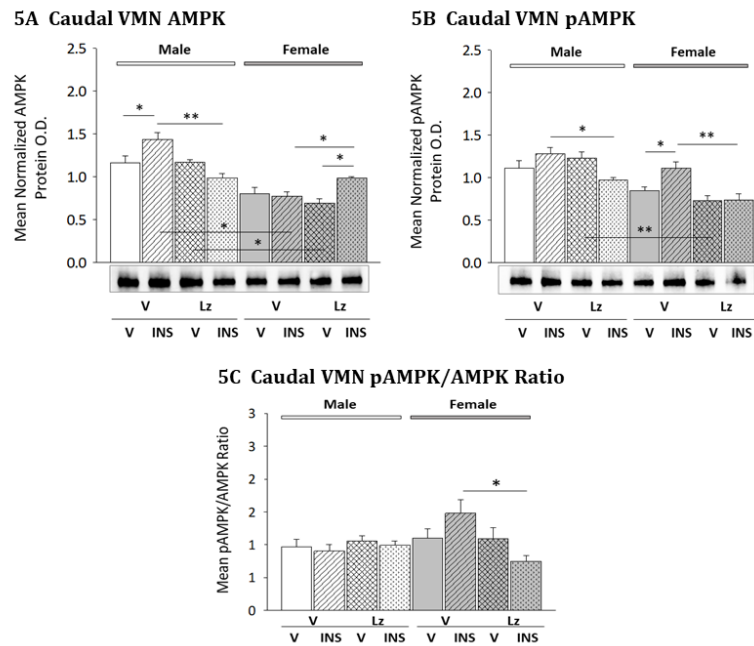 5A Caudal VMN AMPK
Male
Female
Mean Normalized AMPK
Protein O.D.
2.5
2.0
1.5
1.0
0.5
0.0
*
**
*
*
*
*
V
Lz
V
Lz
V INS V INS V INS V INS
5B Caudal VMN pAMPK
Male
Female
Mean Normalized pAMPK
Protein O.D.
2.5
2.0
1.5
1.0
0.5
0.0
*
*
**
**
V
Lz
V
Lz
V INS V INS V INS V INS
5C Caudal VMN pAMPK/AMPK Ratio
Male
Female
Mean pAMPK/AMPK Ratio
3
3
2
2
1
1
0
*
V
Lz
V
Lz
V INS V INS V INS V INS